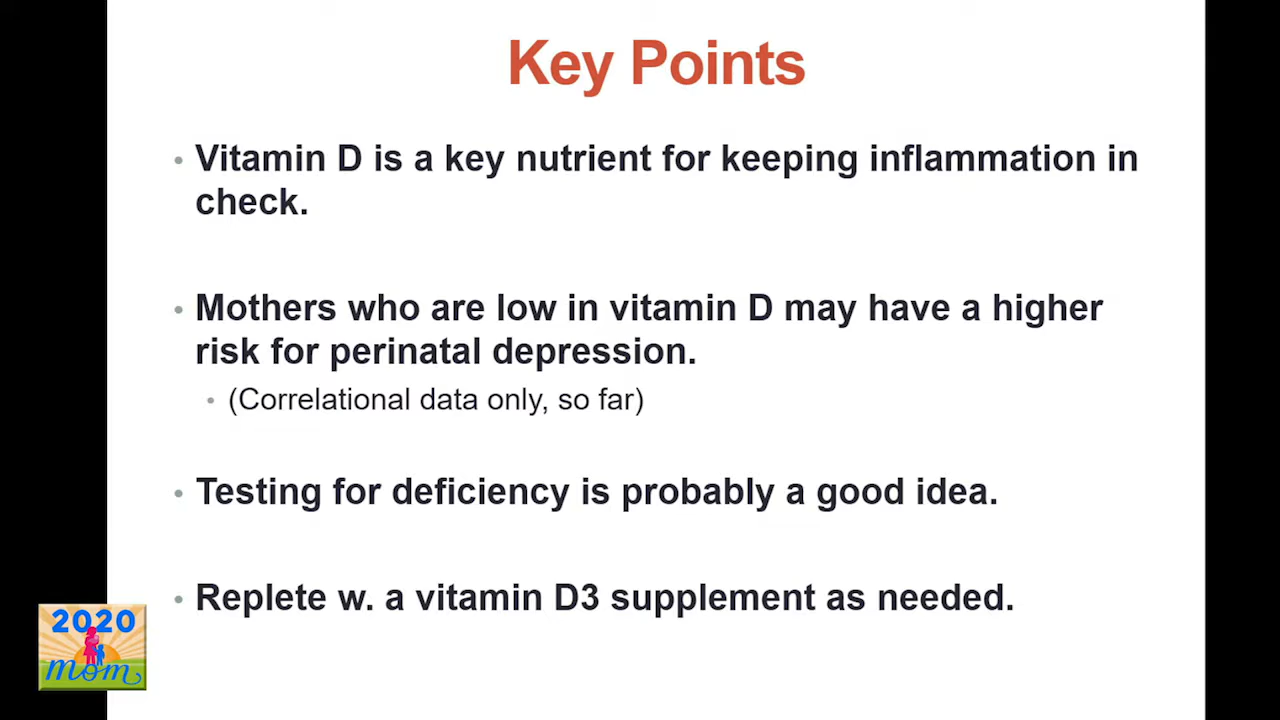 Key Points
• Vitamin D is a key nutrient for keeping inflammation in
check.
• Mothers who are low in vitamin D may have a higher
risk for perinatal depression.
• (Correlational data only, so far)
• Testing for deficiency is probably a good idea.
• Replete w. a vitamin D3 supplement as needed.
2020
mom